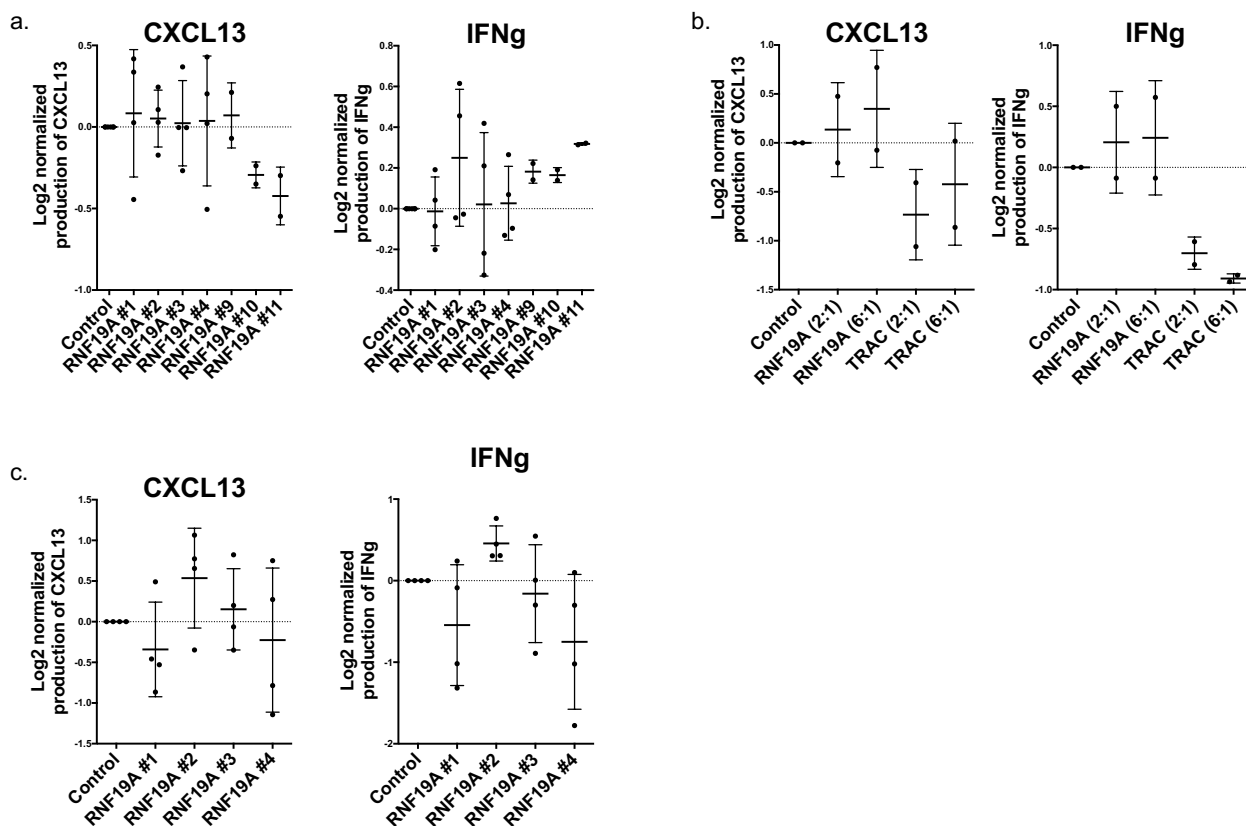 a.
CXCL13
Log2 normalized
production of CXCL13
0.5
0.0
-0.5
-1.0
Control
RNF19A #1
RNF19A #2
RNF19A #3
RNF19A #4
RNF19A #9
RNF19A #10
RNF19A #11
IFNg
Log2 normalized
production of IFNg
0.8
0.6
0.4
0.2
0.0
-0.2
-0.4
Control
RNF19A #1
RNF19A #2
RNF19A #3
RNF19A #4
RNF19A #9
RNF19A #10
RNF19A #11
b.
CXCL13
Log2 normalized
production of CXCL13
1.0
0.5
0.0
-0.5
-1.0
-1.5
Control
RNF19A (2:1)
RNF19A (6:1)
TRAC (2:1)
TRAC (6:1)
IFNg
Log2 normalized
production of IFNg
1.0
0.5
0.0
-0.5
-1.0
Control
RNF19A (2:1)
RNF19A (6:1)
TRAC (2:1)
TRAC (6:1)
c.
CXCL13
Log2 normalized
production of CXCL13
1.5
1.0
0.5
0.0
-0.5
-1.0
-1.5
Control
RNF19A #1
RNF19A #2
RNF19A #3
RNF19A #4
IFNg
Log2 normalized
production of IFNg
1
0
-1
-2
Control
RNF19A #1
RNF19A #2
RNF19A #3
RNF19A #4